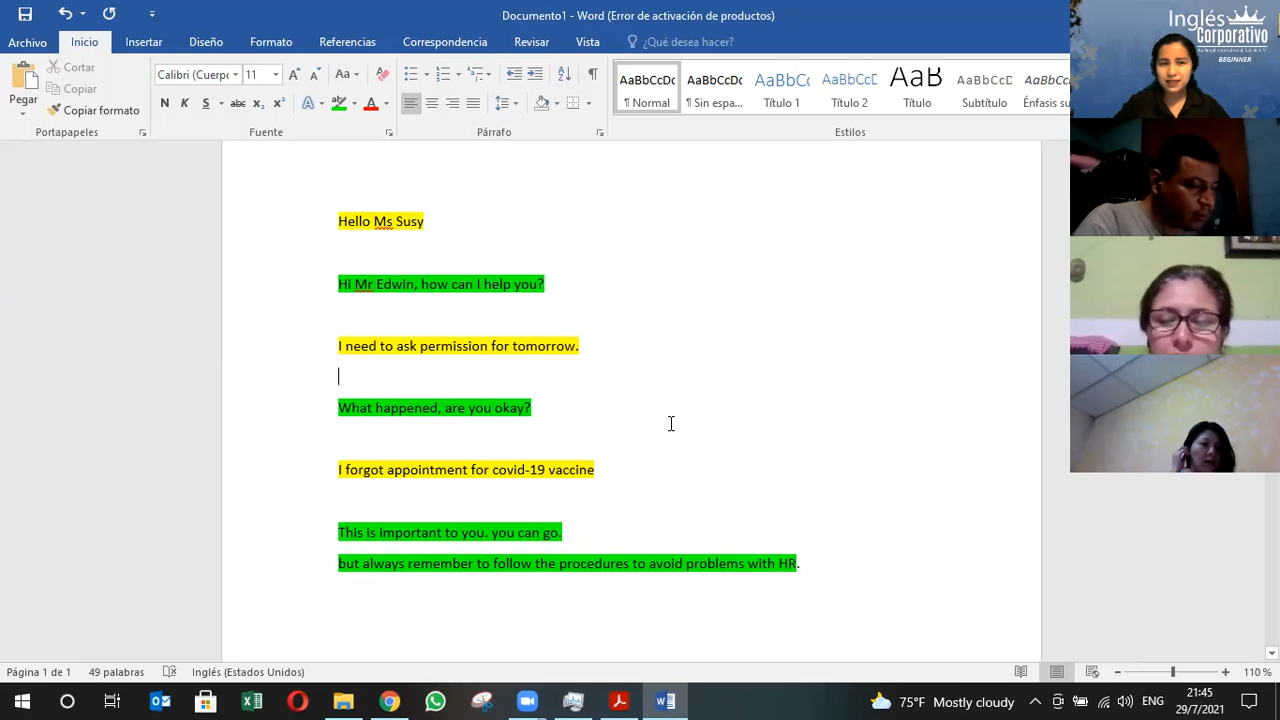 Documento1 - Word (Error de activación de productos)
Archivo Inicio Insertar Diseño Formato Referencias Correspondencia Revisar Vista ¿Qué desea hacer?
Pegar
Cortar
Copiar
Copiar formato
Portapapeles
Calibri (Cuerpo 11
Aa
N K S abc x₂ x²
A A
Fuente
Párrafo
AaBbCcDc AaBbCcDc AaBbCc AaBbCcD AaB AaBbCcD AaBbCcDc
¶ Normal ¶ Sin espa... Título 1 Título 2 Título Subtítulo Énfasis su
Estilos
Inglés
Corporativo
BEGINNER
Hello Ms Susy
Hi Mr Edwin, how can I help you?
I need to ask permission for tomorrow.
What happened, are you okay?
I forgot appointment for covid-19 vaccine
This is important to you. you can go.
but always remember to follow the procedures to avoid problems with HR.
Página 1 de 1 49 palabras Inglés (Estados Unidos) 110 %
75°F Mostly cloudy ENG
21:45
29/7/2021